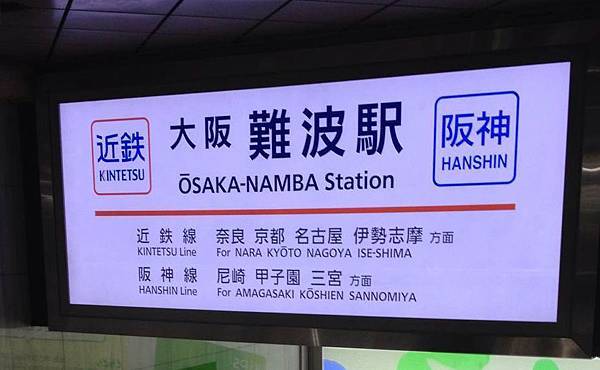 近鉄
KINTETSU
大阪 難波駅
ŌSAKA-NAMBA Station
阪神
HANSHIN
近鉄線 奈良 京都 名古屋 伊勢志摩 方面
KINTETSU Line For NARA KYŌTO NAGOYA ISE-SHIMA
阪神線 尼崎 甲子園 三宮 方面
HANSHIN Line For AMAGASAKI KŌSHIEN SANNOMIYA